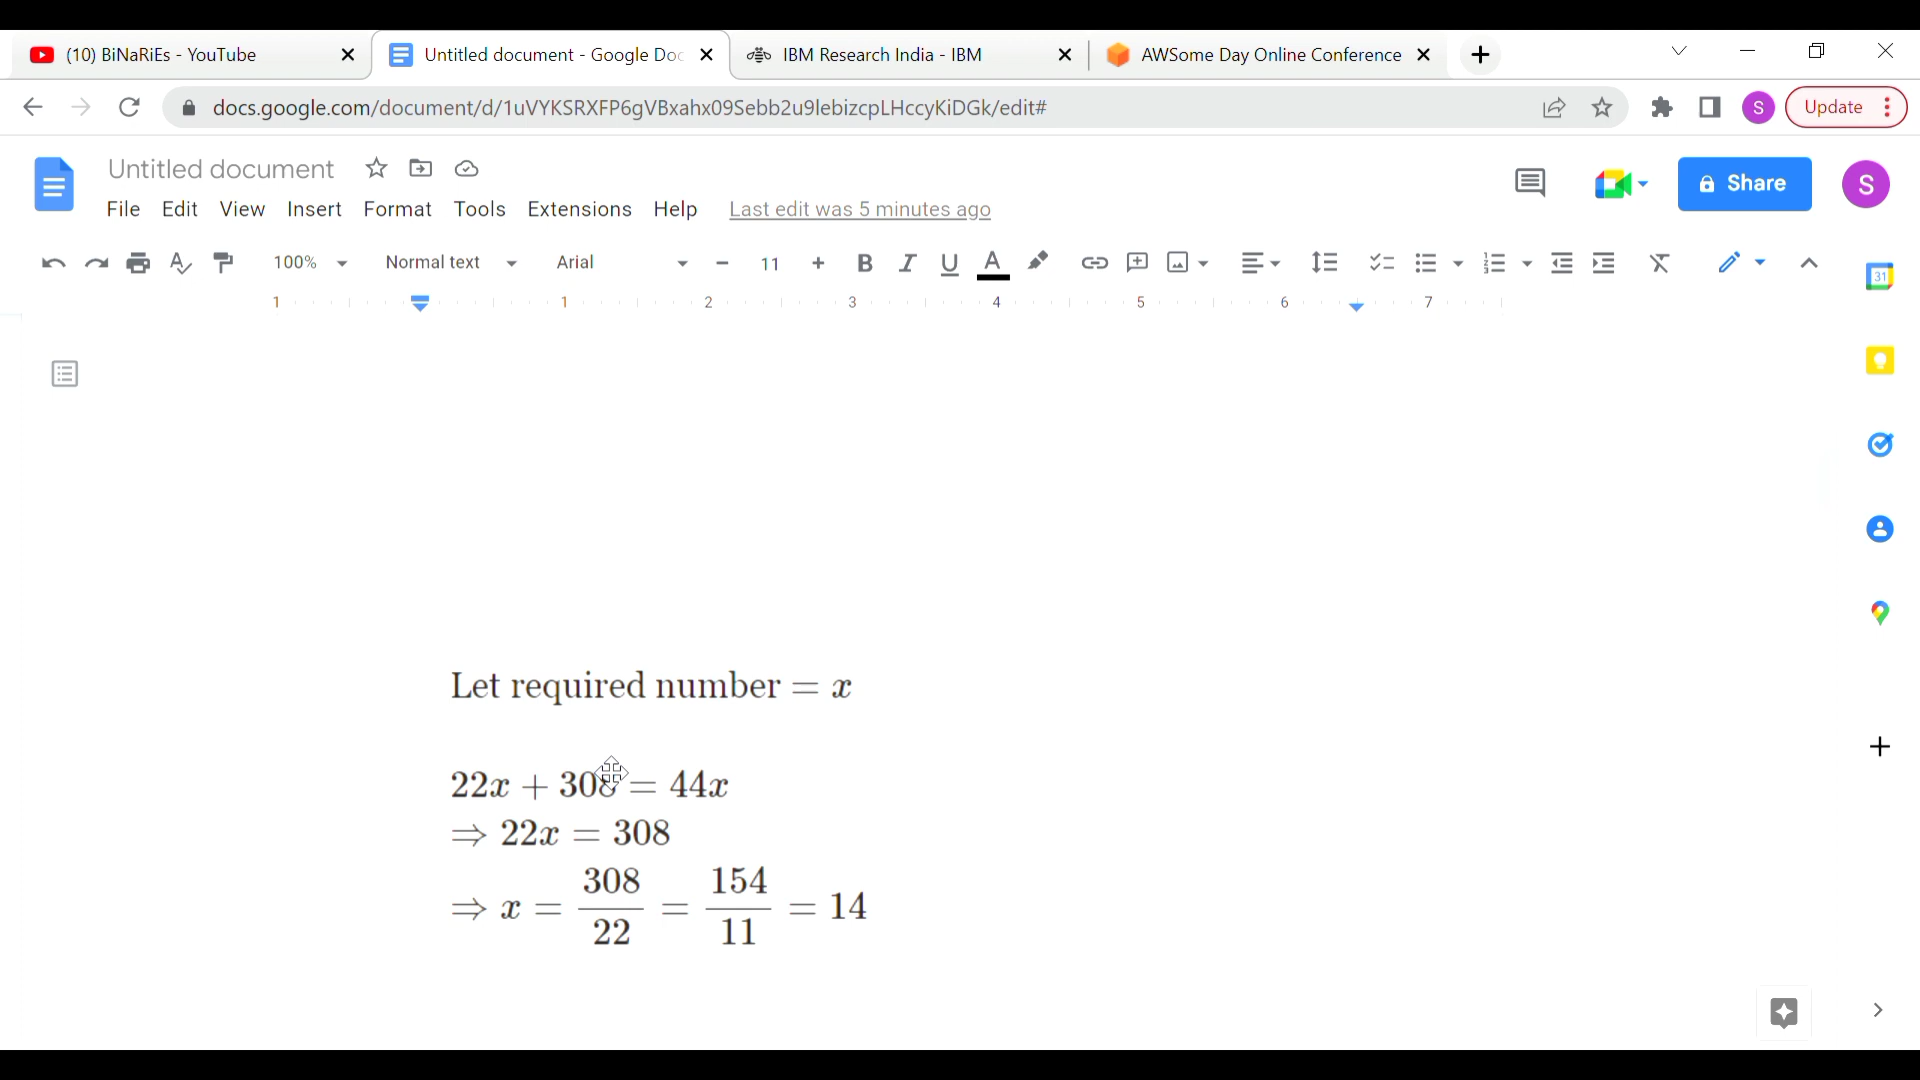 (10) BiNaRiEs - YouTube
Untitled document - Google Doc
IBM Research India - IBM
AWSome Day Online Conference
docs.google.com/document/d/1uVYKSRXFP6gVBxahx09Sebb2u9lebizcpLHccyKiDGk/edit#
S
Update
Untitled document
Share
S
File Edit View Insert Format Tools Extensions Help Last edit was 5 minutes ago
100% Normal text Arial − 11 + B I U A
31
1 1 2 3 4 5 6 7
Let required number = x
22x + 308 = 44x
⇒ 22x = 308
⇒ x = 308/22 = 154/11 = 14